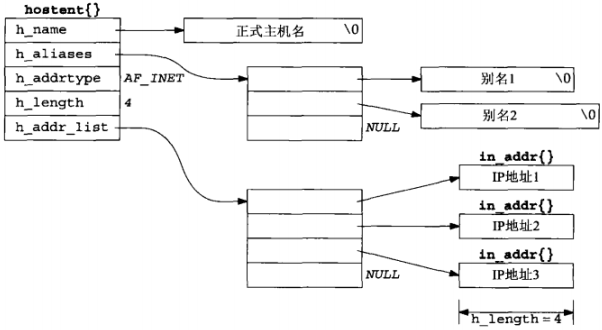 hostent{}
h_name
正式主机名 \0
h_aliases
h_addrtype AF_INET
别名1 \0
h_length 4
别名2 \0
h_addr_list
NULL
in_addr{}
IP地址1
in_addr{}
IP地址2
in_addr{}
NULL
IP地址3
h_length=4